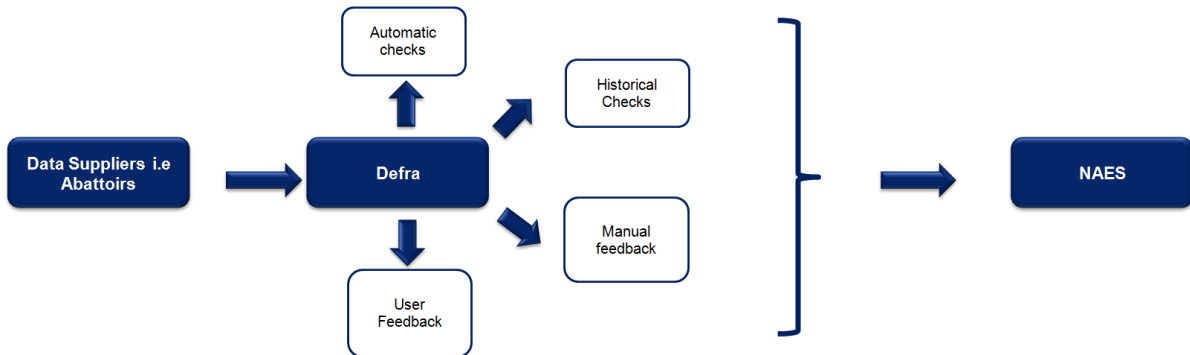 Automatic
checks
Historical
Checks
Data Suppliers i.e
Abattoirs
Defra
NAES
Manual
feedback
User
Feedback